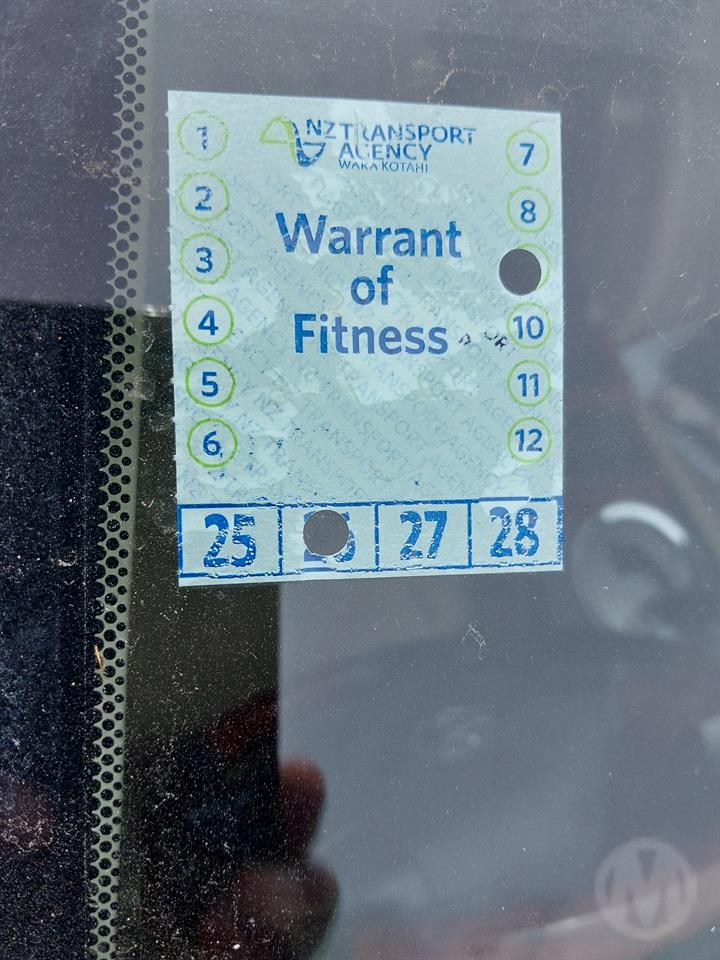 NZ TRANSPORT
AGENCY
WAKA KOTAHI
Warrant
of
Fitness
1
2
3
4
5
6
7
8
10
11
12
25
27
28
M